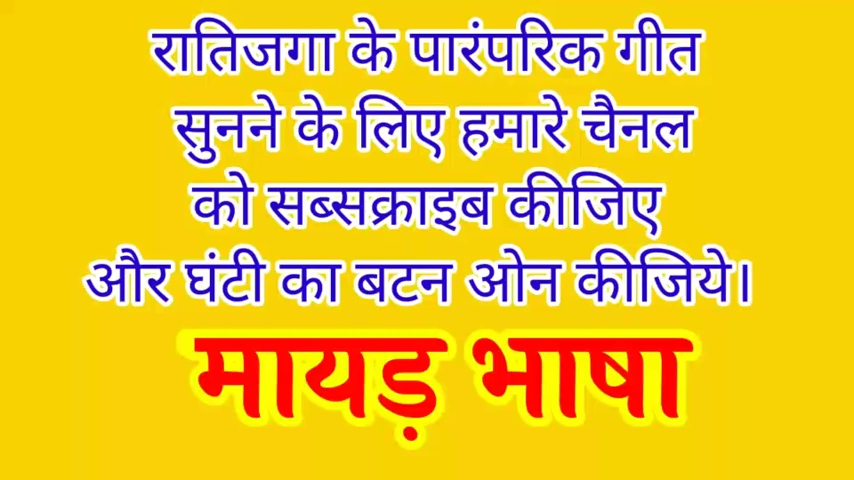 रातिजगा के पारंपरिक गीत
सुनने के लिए हमारे चैनल
को सब्सक्राइब कीजिए
और घंटी का बटन ओन कीजिये।
मायड़ भाषा